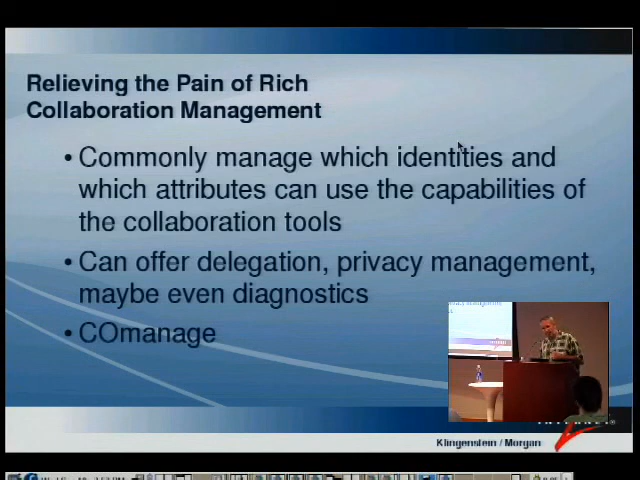 Relieving the Pain of Rich
Collaboration Management
• Commonly manage which identities and
which attributes can use the capabilities of
the collaboration tools
• Can offer delegation, privacy management,
maybe even diagnostics
• COmanage
Klingenstein / Morgan